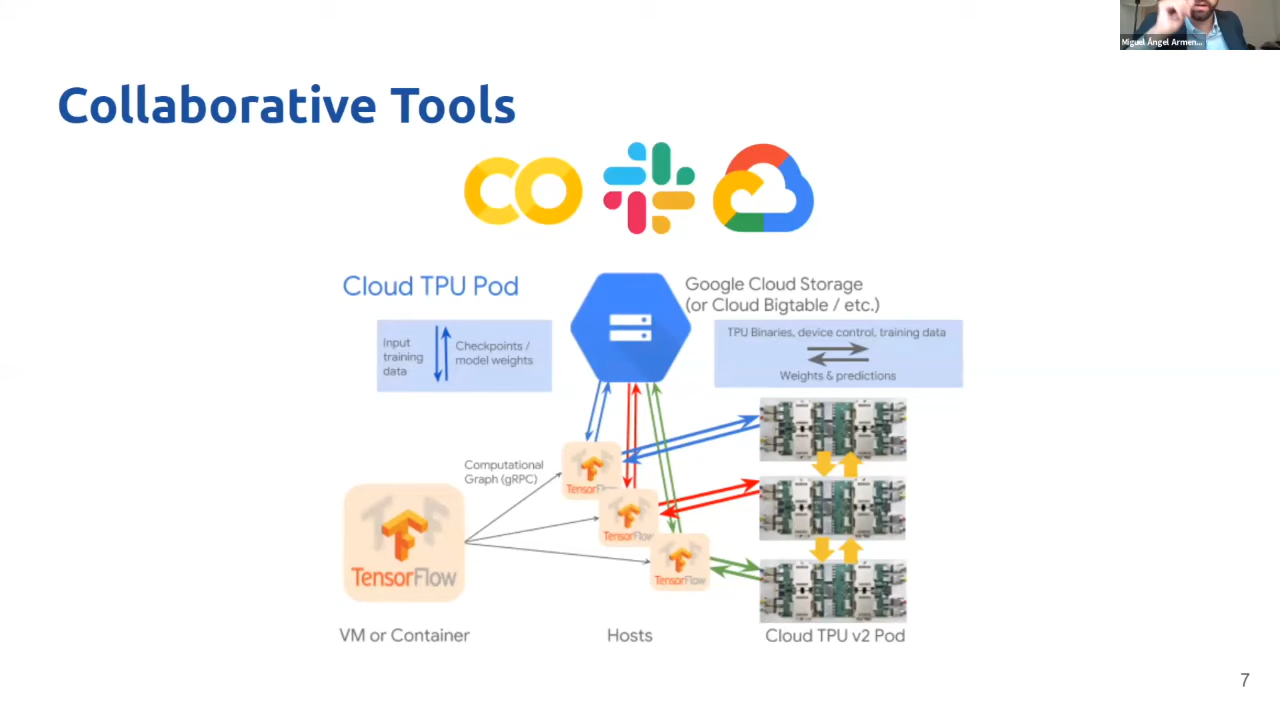 Miguel Ángel Armen...
Collaborative Tools
Cloud TPU Pod
Google Cloud Storage
(or Cloud Bigtable / etc.)
Input
training
data
Checkpoints /
model weights
TPU Binaries, device control, training data
Weights & predictions
Computational
Graph (gRPC)
TensorFlow
TensorFlow
TensorFlow
TensorFlow
VM or Container
Hosts
Cloud TPU v2 Pod
7